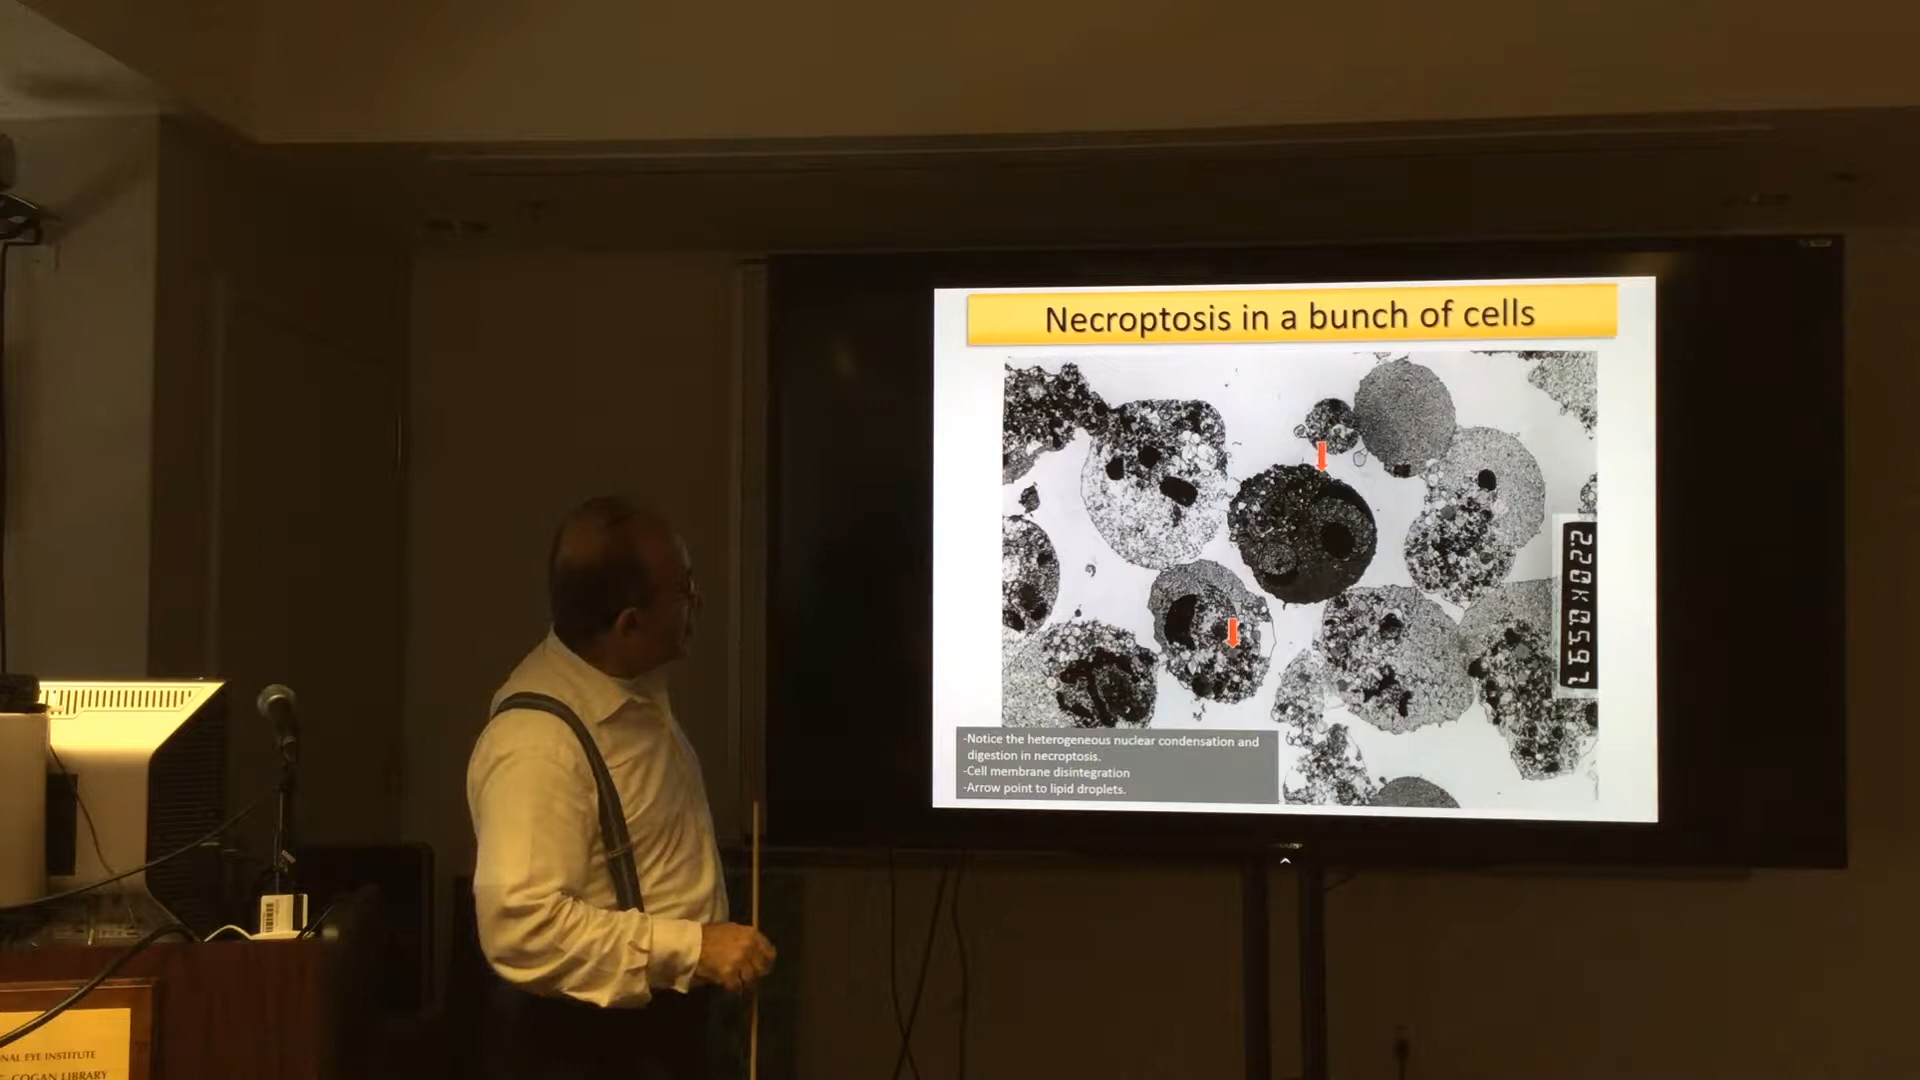 Necroptosis in a bunch of cells
-Notice the heterogeneous nuclear condensation and
digestion in necroptosis.
-Cell membrane disintegration
-Arrow point to lipid droplets.
NAL EYE INSTITUTE
COGAN LIBRARY